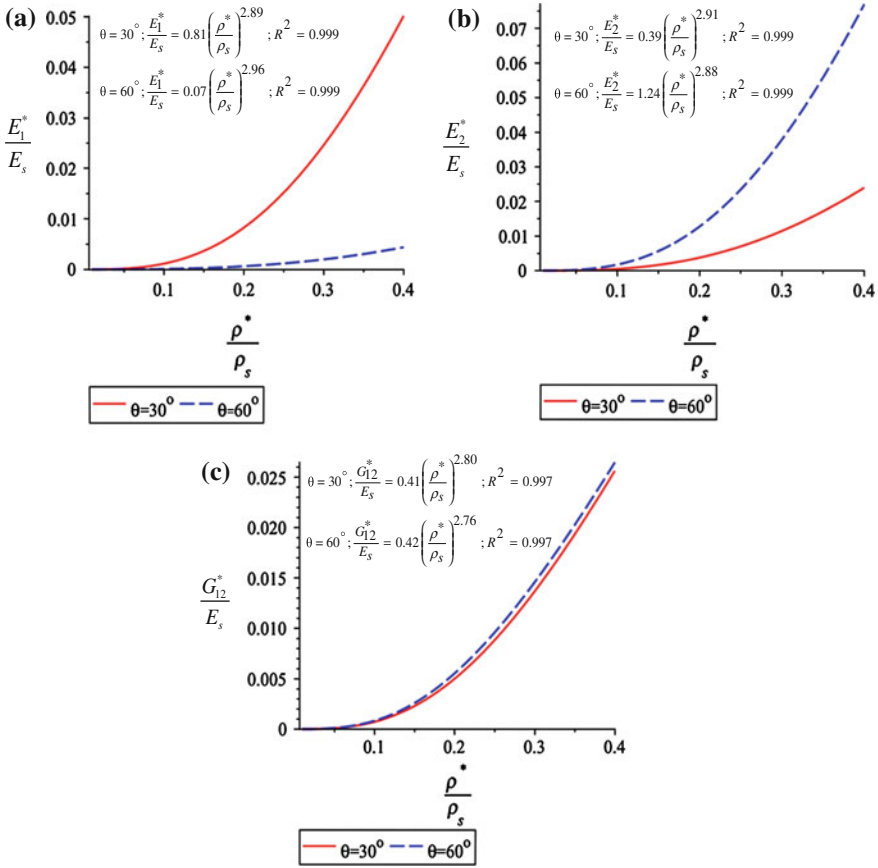 (a)
θ = 30° ; E1*/Es = 0.81 (ρ*/ρs)^2.89 ; R^2 = 0.999
θ = 60° ; E1*/Es = 0.07 (ρ*/ρs)^2.96 ; R^2 = 0.999
E1*/Es
0.05
0.04
0.03
0.02
0.01
0
0.1 0.2 0.3 0.4
ρ*/ρs
θ=30° θ=60°
(b)
θ = 30° ; E2*/Es = 0.39 (ρ*/ρs)^2.91 ; R^2 = 0.999
θ = 60° ; E2*/Es = 1.24 (ρ*/ρs)^2.88 ; R^2 = 0.999
E2*/Es
0.07
0.06
0.05
0.04
0.03
0.02
0.01
0
0.1 0.2 0.3 0.4
ρ*/ρs
θ=30° θ=60°
(c)
θ = 30° ; G12*/Es = 0.41 (ρ*/ρs)^2.80 ; R^2 = 0.997
θ = 60° ; G12*/Es = 0.42 (ρ*/ρs)^2.76 ; R^2 = 0.997
G12*/Es
0.025
0.020
0.015
0.010
0.005
0
0.1 0.2 0.3 0.4
ρ*/ρs
θ=30° θ=60°